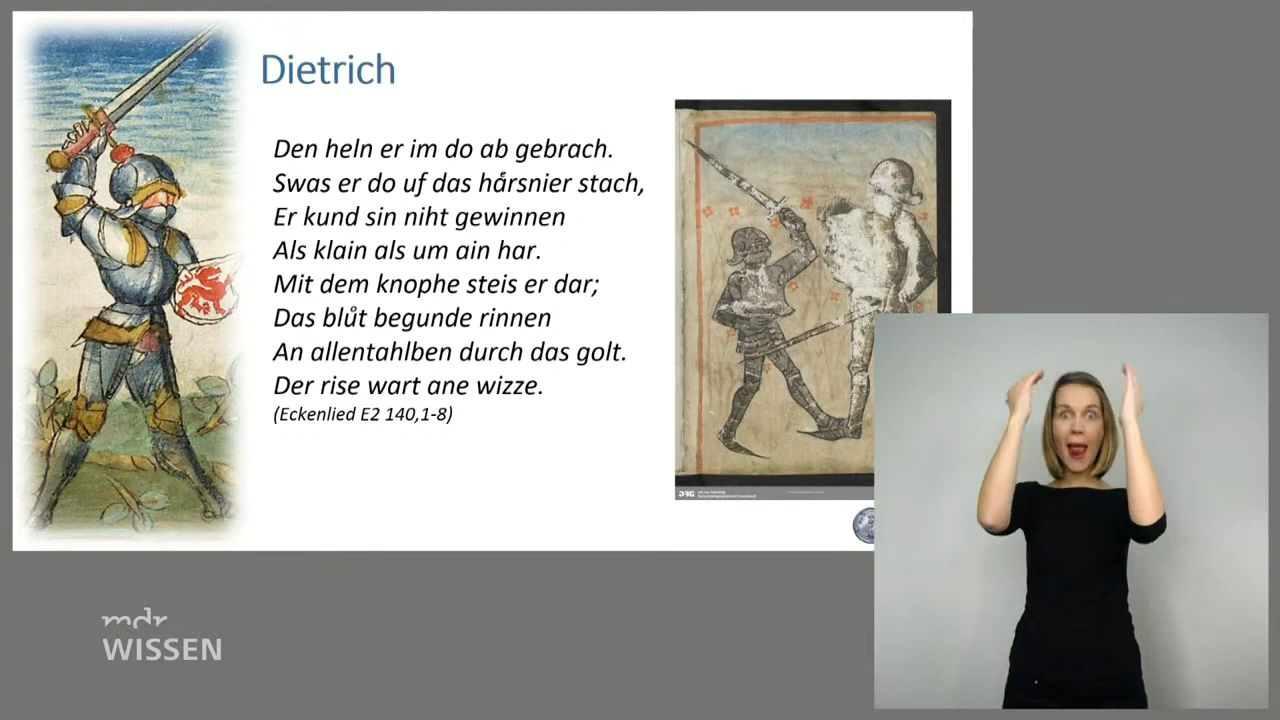 Dietrich
Den heln er im do ab gebrach.
Swas er do uf das hårsnier stach,
Er kund sin niht gewinnen
Als klain als um ain har.
Mit dem knophe steis er dar;
Das blůt begunde rinnen
An allentahlben durch das golt.
Der rise wart ane wizze.
(Eckenlied E2 140,1-8)
mdr
WISSEN